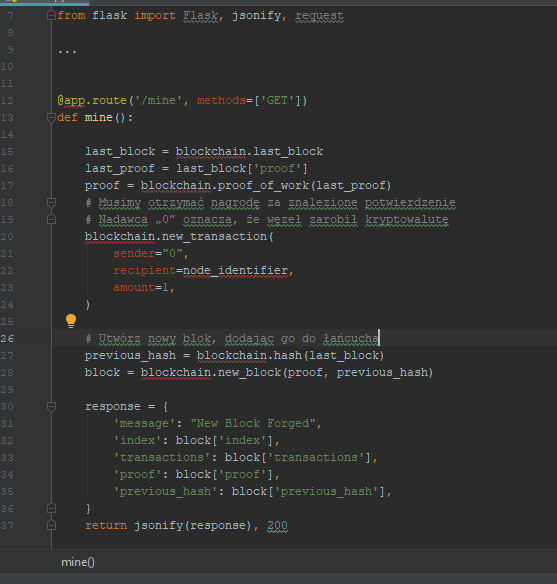 7 from flask import Flask, jsonify, request
8
9 ...
10
11
12 @app.route('/mine', methods=['GET'])
13 def mine():
15 last_block = blockchain.last_block
16 last_proof = last_block['proof']
17 proof = blockchain.proof_of_work(last_proof)
18 # Musimy otrzymać nagrodę za znalezione potwierdzenie
19 # Nadawca „0” oznacza, że węzeł zarobił kryptowalutę
20 blockchain.new_transaction(
21 sender="0",
22 recipient=node_identifier,
23 amount=1,
24 )
25
26 # Utwórz nowy blok, dodając go do łańcucha
27 previous_hash = blockchain.hash(last_block)
28 block = blockchain.new_block(proof, previous_hash)
29
30 response = {
31 'message': "New Block Forged",
32 'index': block['index'],
33 'transactions': block['transactions'],
34 'proof': block['proof'],
35 'previous_hash': block['previous_hash'],
36 }
37 return jsonify(response), 200
mine()